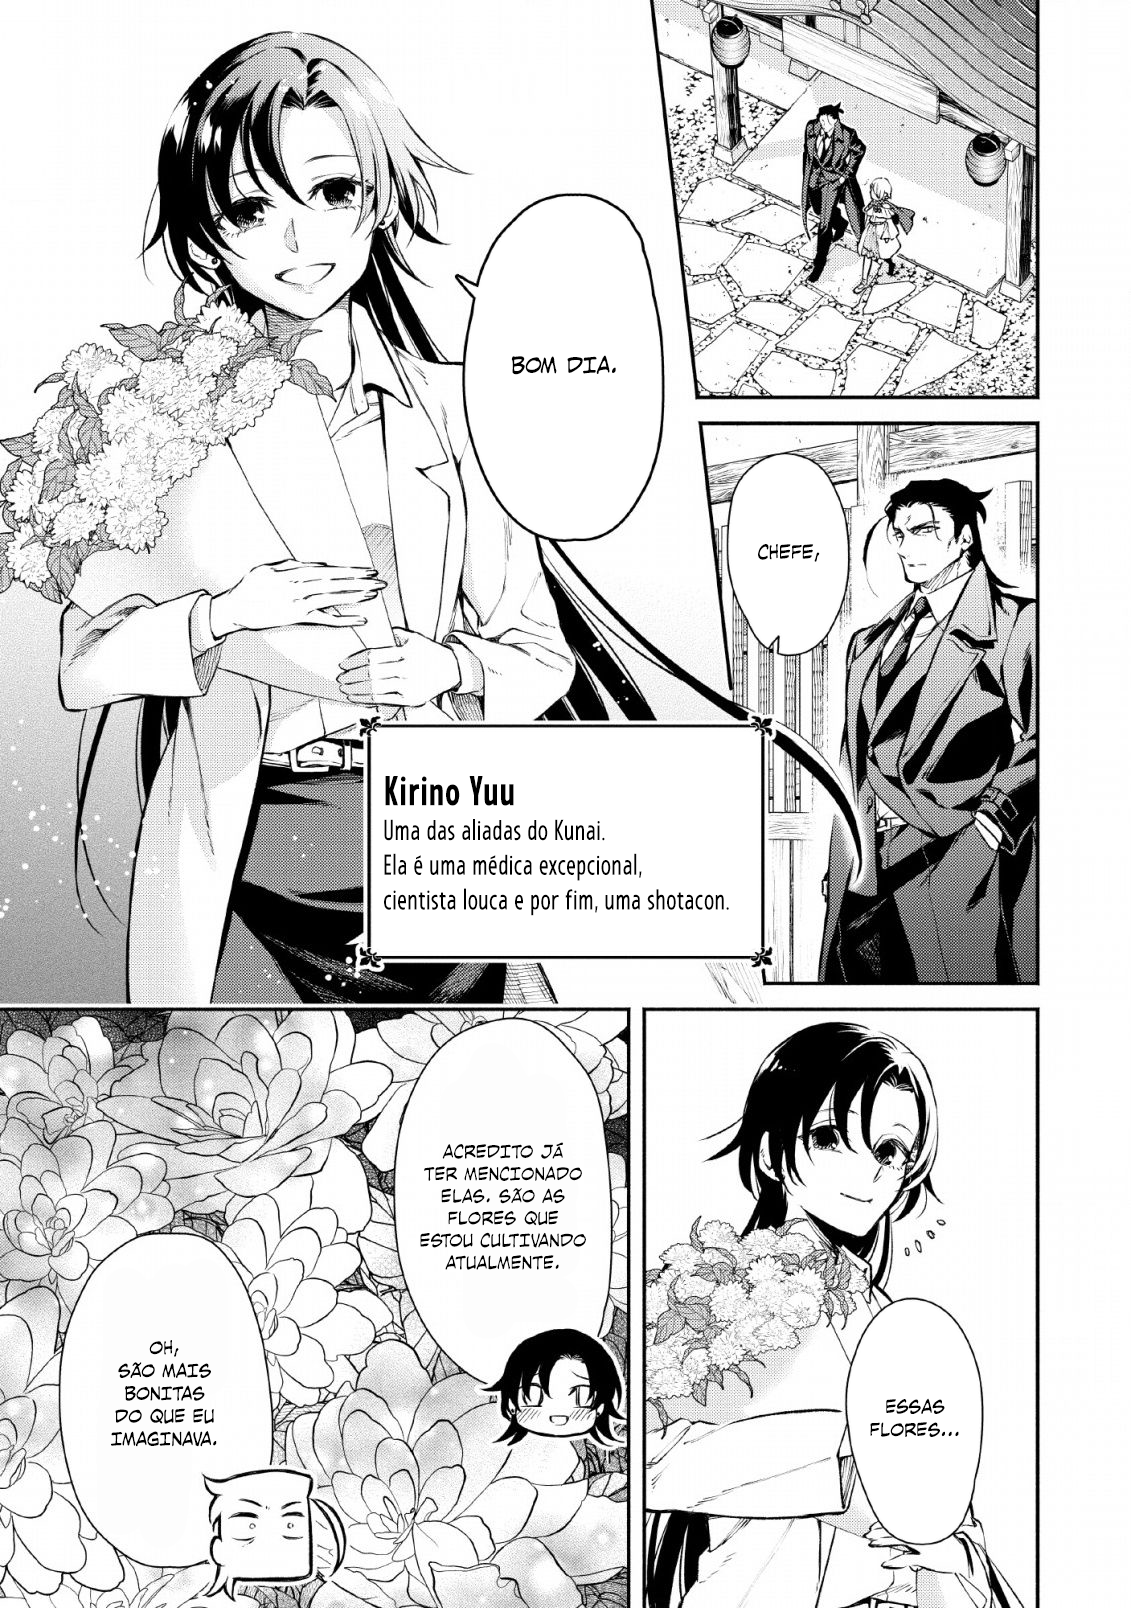 CHEFE,
BOM DIA.
Kirino Yuu
Uma das aliadas do Kunai.
Ela é uma médica excepcional,
cientista louca e por fim, uma shotacon.
ESSAS
FLORES...
ACREDITO JÁ
TER MENCIONADO
ELAS. SÃO AS
FLORES QUE
ESTOU CULTIVANDO
ATUALMENTE.
OH,
SÃO MAIS
BONITAS
DO QUE EU
IMAGINAVA.